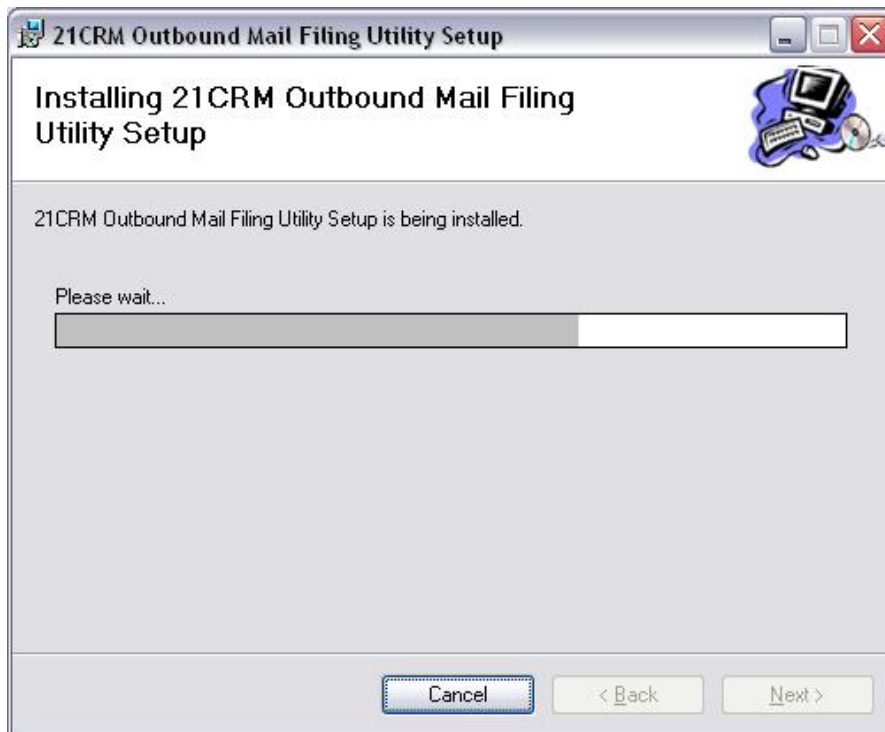 21CRM Outbound Mail Filing Utility Setup
Installing 21CRM Outbound Mail Filing
Utility Setup
21CRM Outbound Mail Filing Utility Setup is being installed.
Please wait...
Cancel
< Back
Next >